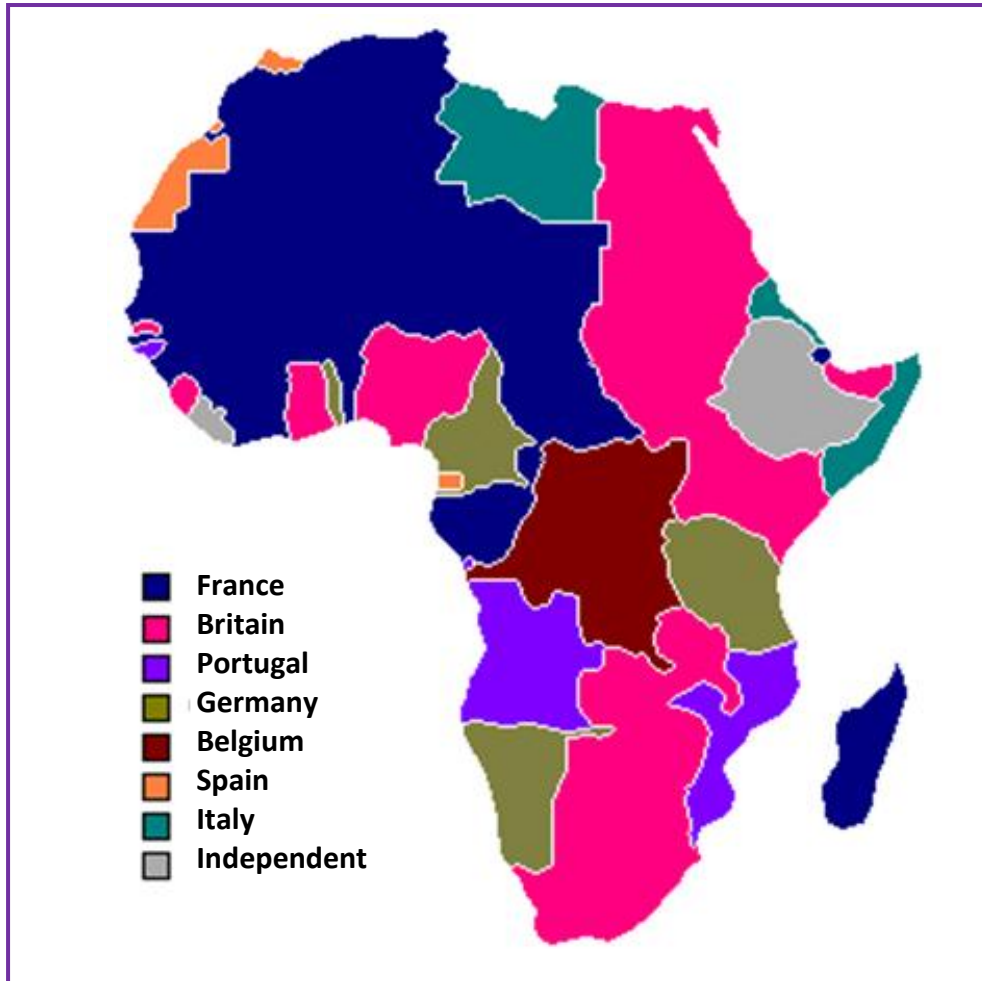 France
Britain
Portugal
Germany
Belgium
Spain
Italy
Independent